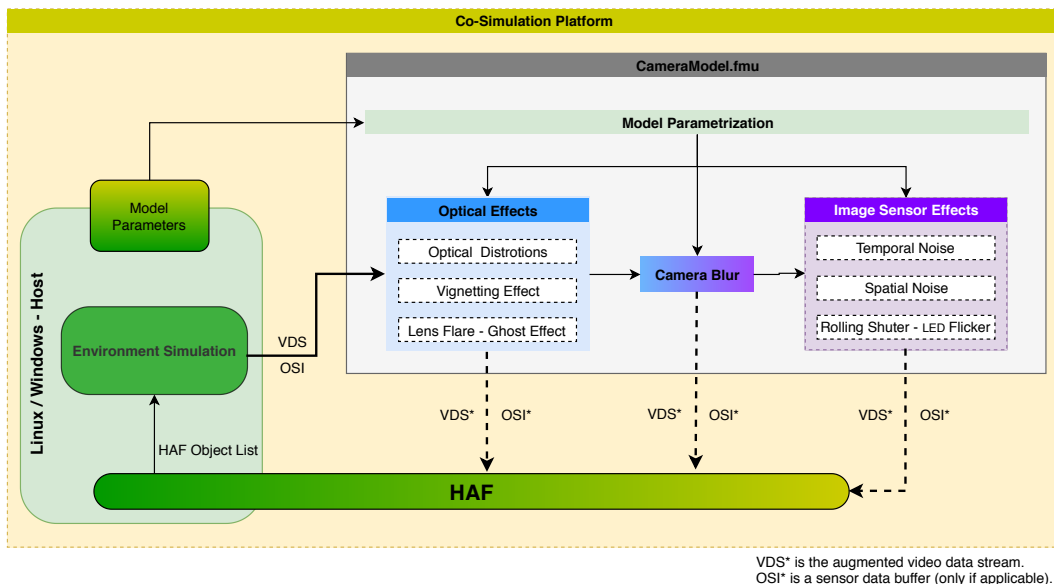 Co-Simulation Platform
CameraModel.fmu
Model Parametrization
Model
Parameters
Optical Effects
Optical Distrotions
Vignetting Effect
Lens Flare - Ghost Effect
Camera Blur
Image Sensor Effects
Temporal Noise
Spatial Noise
Rolling Shuter - LED Flicker
Linux / Windows - Host
Environment Simulation
VDS
OSI
HAF Object List
VDS* OSI*
VDS* OSI*
VDS* OSI*
HAF
VDS* is the augmented video data stream.
OSI* is a sensor data buffer (only if applicable).